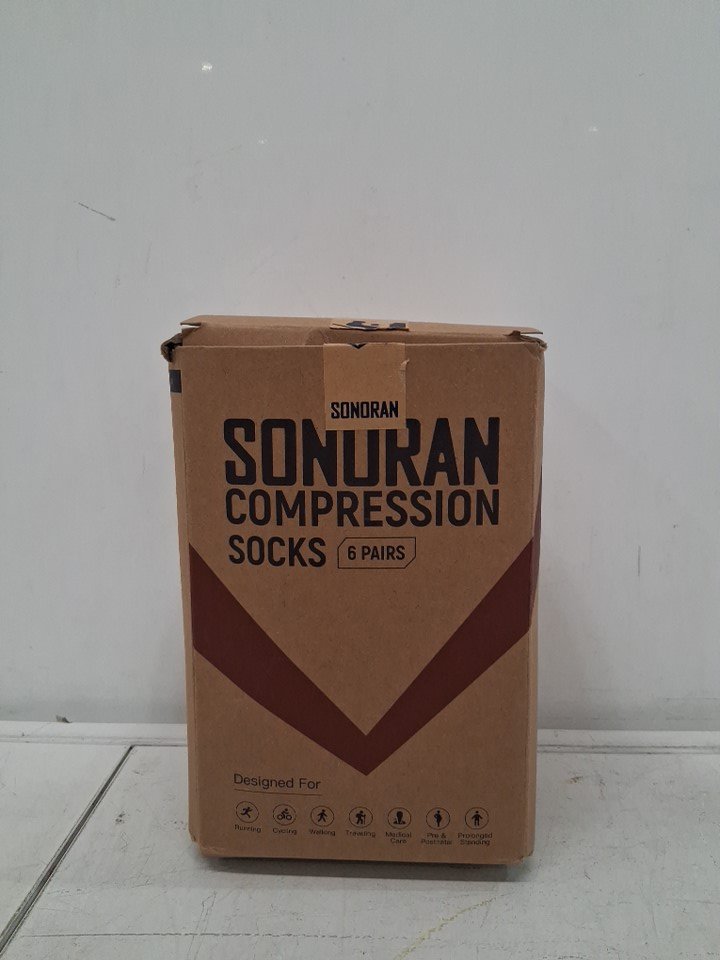 SONORAN
SONORAN
COMPRESSION
SOCKS 6 PAIRS
Designed For
Running Cycling Walking Traveling Medical Care Pre & Postnatal Prolonged Standing